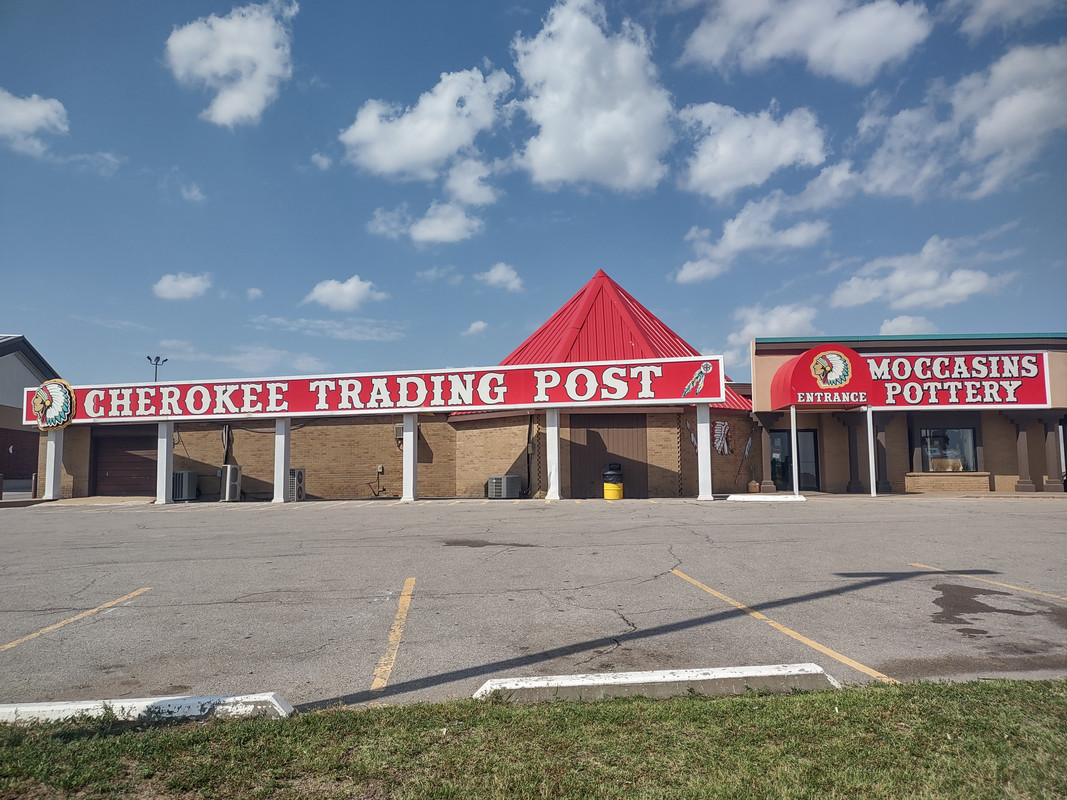 CHEROKEE TRADING POST
ENTRANCE
MOCCASINS
POTTERY